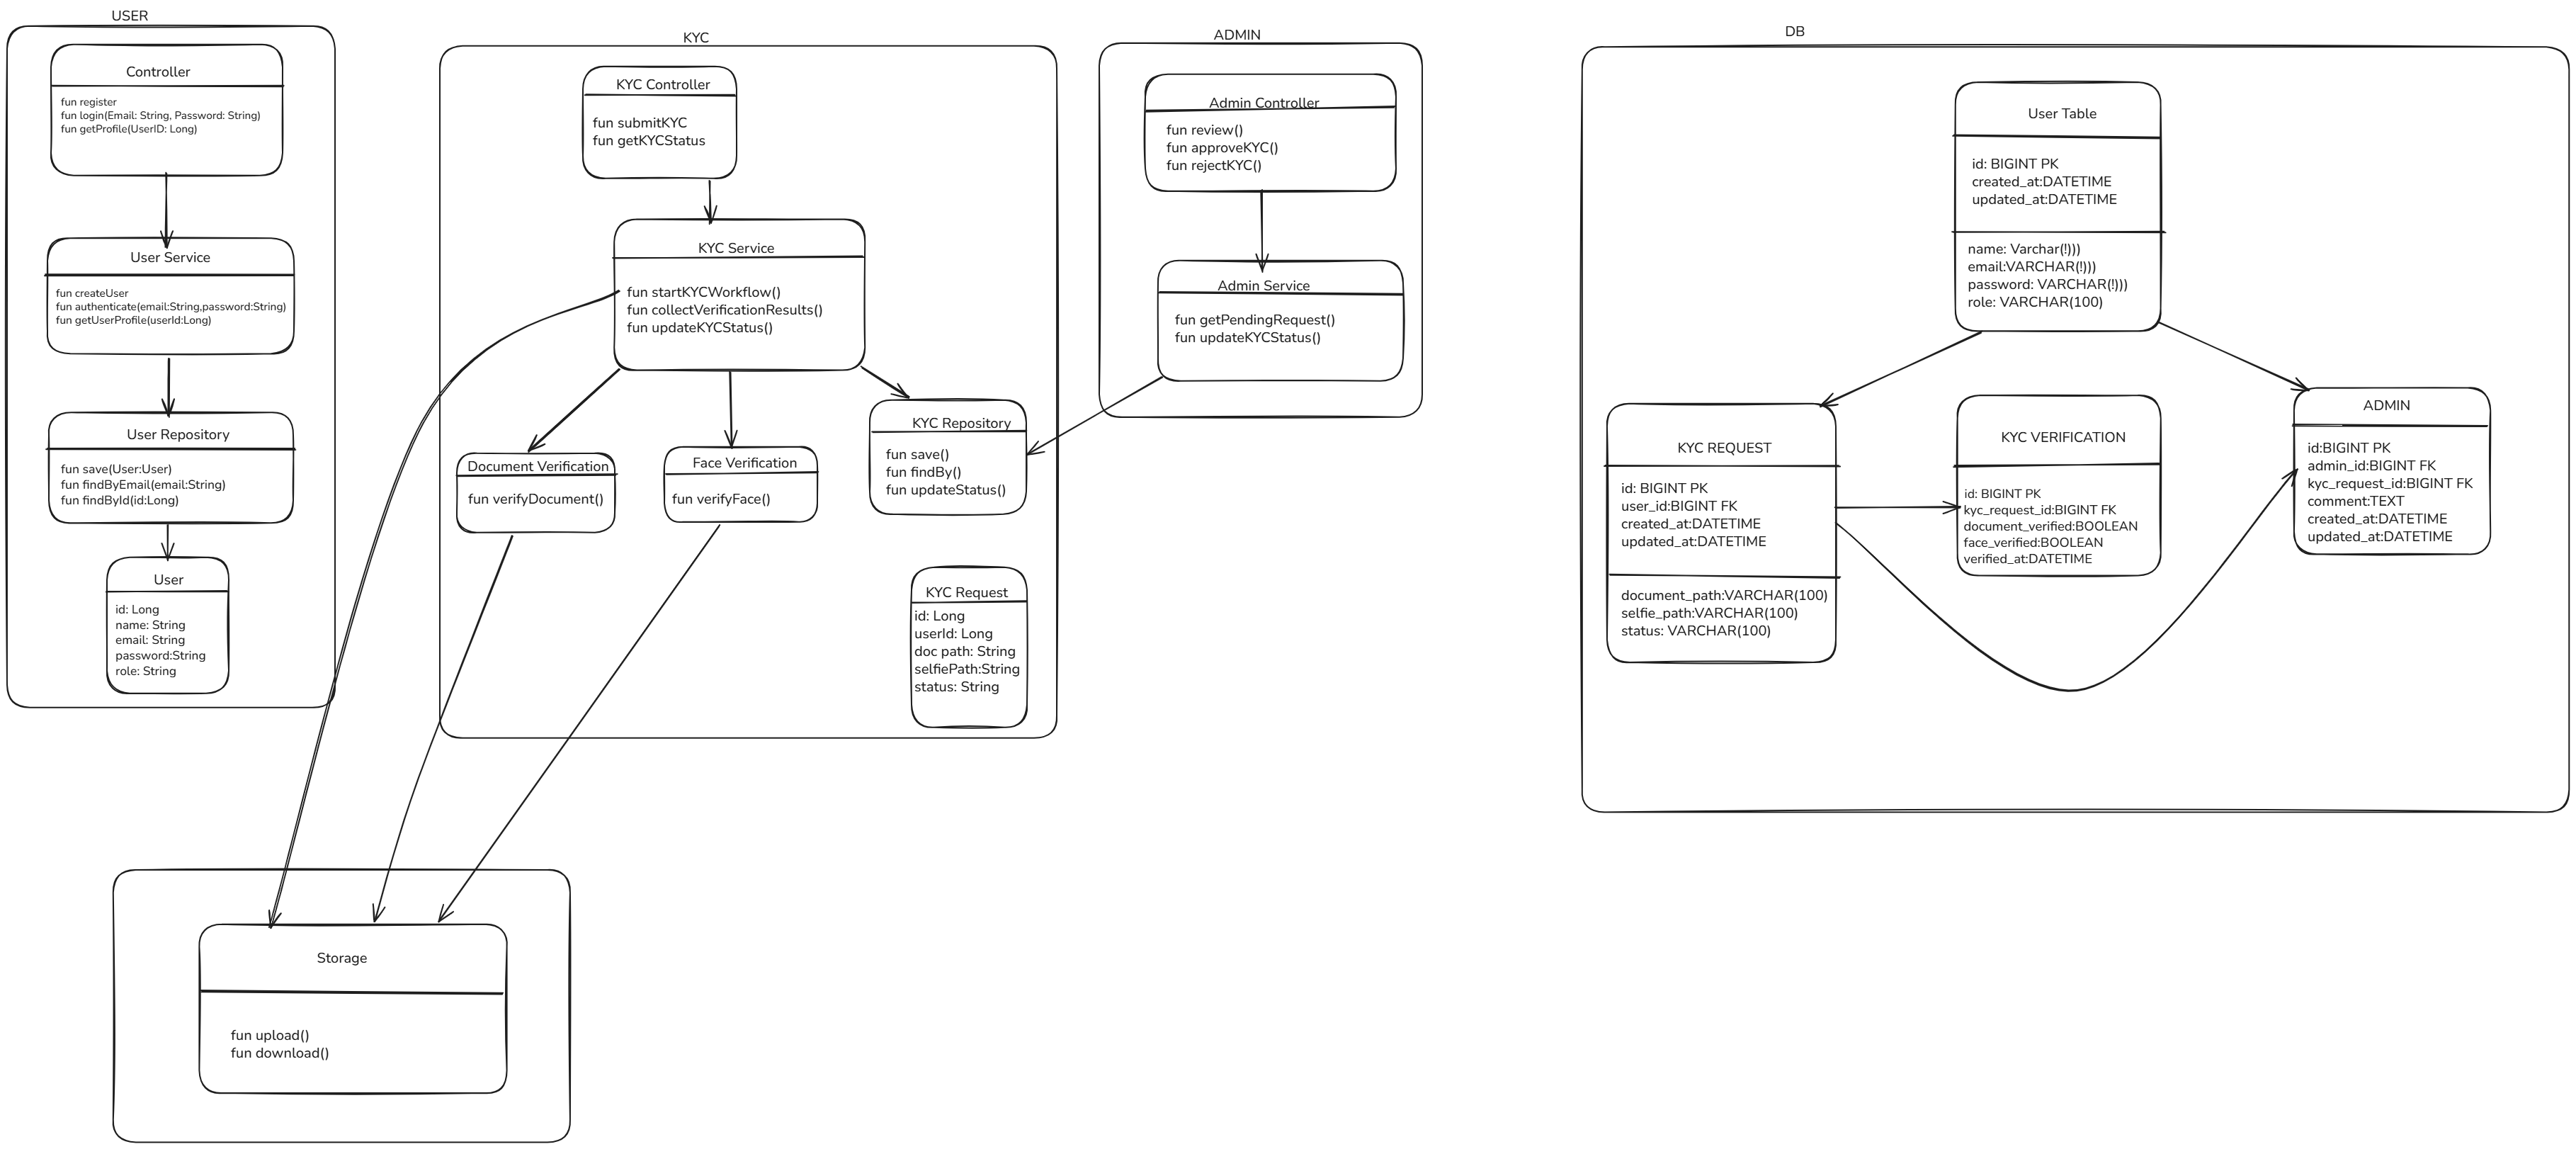 USER
Controller
fun register
fun login(Email: String, Password: String)
fun getProfile(UserID: Long)
User Service
fun createUser
fun authenticate(email:String,password:String)
fun getUserProfile(userId:Long)
User Repository
fun save(User:User)
fun findByEmail(email:String)
fun findById(id:Long)
User
id: Long
name: String
email: String
password:String
role: String
KYC
KYC Controller
fun submitKYC
fun getKYCStatus
KYC Service
fun startKYCWorkflow()
fun collectVerificationResults()
fun updateKYCStatus()
Document Verification
fun verifyDocument()
Face Verification
fun verifyFace()
KYC Repository
fun save()
fun findBy()
fun updateStatus()
KYC Request
id: Long
userId: Long
doc path: String
selfiePath:String
status: String
ADMIN
Admin Controller
fun review()
fun approveKYC()
fun rejectKYC()
Admin Service
fun getPendingRequest()
fun updateKYCStatus()
Storage
fun upload()
fun download()
DB
User Table
id: BIGINT PK
created_at:DATETIME
updated_at:DATETIME
name: Varchar(!)))
email:VARCHAR(!)))
password: VARCHAR(!)))
role: VARCHAR(100)
KYC REQUEST
id: BIGINT PK
user_id:BIGINT FK
created_at:DATETIME
updated_at:DATETIME
document_path:VARCHAR(100)
selfie_path:VARCHAR(100)
status: VARCHAR(100)
KYC VERIFICATION
id: BIGINT PK
kyc_request_id:BIGINT FK
document_verified:BOOLEAN
face_verified:BOOLEAN
verified_at:DATETIME
ADMIN
id:BIGINT PK
admin_id:BIGINT FK
kyc_request_id:BIGINT FK
comment:TEXT
created_at:DATETIME
updated_at:DATETIME